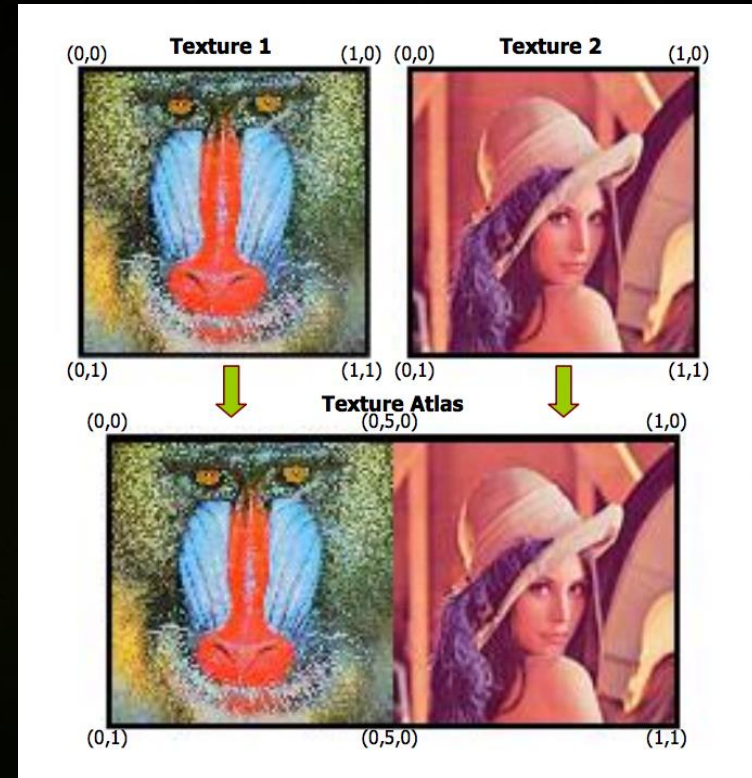 Texture 1 Texture 2
(0,0) (1,0) (0,0) (1,0)
(0,1) (1,1) (0,1) (1,1)
Texture Atlas
(0,0) (0,5,0) (1,0)
(0,1) (0,5,0) (1,1)